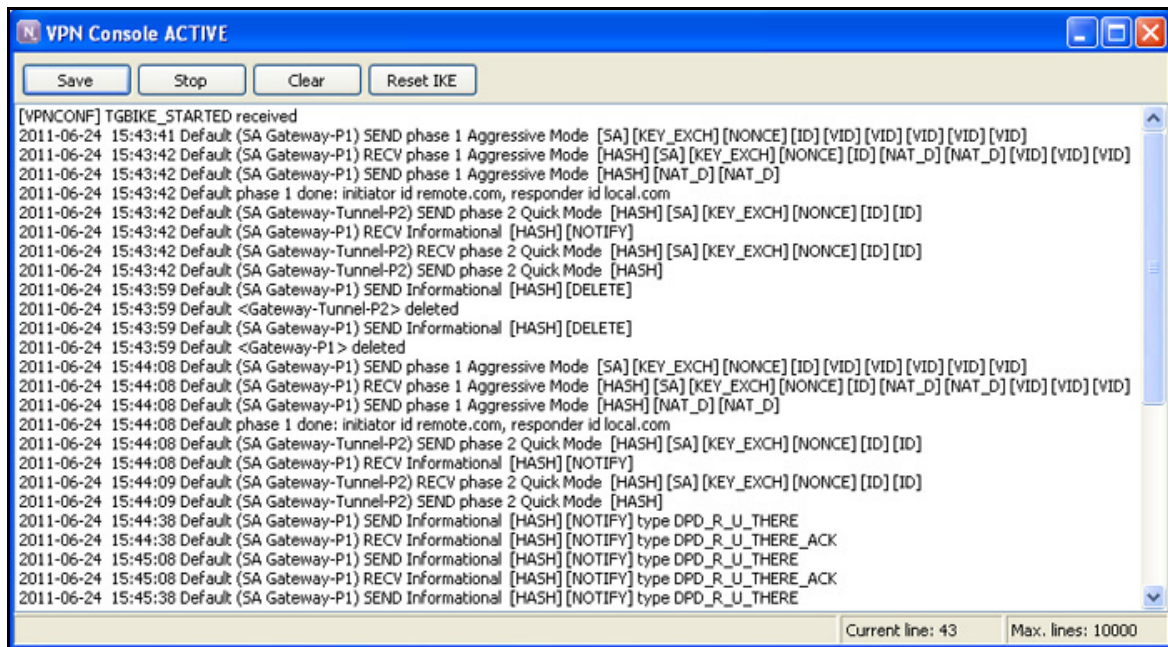 N.
VPN Console ACTIVE
Save
Stop
Clear
Reset IKE
[VPNCONF] TGBIKE_STARTED received
2011-06-24 15:43:41 Default (SA Gateway-P1) SEND phase 1 Aggressive Mode [SA] [KEY_EXCH] [NONCE] [ID] [VID] [VID] [VID] [VID] [VID]
2011-06-24 15:43:42 Default (SA Gateway-P1) RECV phase 1 Aggressive Mode [HASH] [SA] [KEY_EXCH] [NONCE] [ID] [NAT_D] [NAT_D] [VID] [VID] [VID]
2011-06-24 15:43:42 Default (SA Gateway-P1) SEND phase 1 Aggressive Mode [HASH] [NAT_D] [NAT_D]
2011-06-24 15:43:42 Default phase 1 done: initiator id remote.com, responder id local.com
2011-06-24 15:43:42 Default (SA Gateway-Tunnel-P2) SEND phase 2 Quick Mode [HASH] [SA] [KEY_EXCH] [NONCE] [ID] [ID]
2011-06-24 15:43:42 Default (SA Gateway-P1) RECV Informational [HASH] [NOTIFY]
2011-06-24 15:43:42 Default (SA Gateway-Tunnel-P2) RECV phase 2 Quick Mode [HASH] [SA] [KEY_EXCH] [NONCE] [ID] [ID]
2011-06-24 15:43:42 Default (SA Gateway-Tunnel-P2) SEND phase 2 Quick Mode [HASH]
2011-06-24 15:43:59 Default (SA Gateway-P1) SEND Informational [HASH] [DELETE]
2011-06-24 15:43:59 Default <Gateway-Tunnel-P2> deleted
2011-06-24 15:43:59 Default (SA Gateway-P1) SEND Informational [HASH] [DELETE]
2011-06-24 15:43:59 Default <Gateway-P1> deleted
2011-06-24 15:44:08 Default (SA Gateway-P1) SEND phase 1 Aggressive Mode [SA] [KEY_EXCH] [NONCE] [ID] [VID] [VID] [VID] [VID] [VID]
2011-06-24 15:44:08 Default (SA Gateway-P1) RECV phase 1 Aggressive Mode [HASH] [SA] [KEY_EXCH] [NONCE] [ID] [NAT_D] [NAT_D] [VID] [VID] [VID]
2011-06-24 15:44:08 Default (SA Gateway-P1) SEND phase 1 Aggressive Mode [HASH] [NAT_D] [NAT_D]
2011-06-24 15:44:08 Default phase 1 done: initiator id remote.com, responder id local.com
2011-06-24 15:44:08 Default (SA Gateway-Tunnel-P2) SEND phase 2 Quick Mode [HASH] [SA] [KEY_EXCH] [NONCE] [ID] [ID]
2011-06-24 15:44:08 Default (SA Gateway-P1) RECV Informational [HASH] [NOTIFY]
2011-06-24 15:44:09 Default (SA Gateway-Tunnel-P2) RECV phase 2 Quick Mode [HASH] [SA] [KEY_EXCH] [NONCE] [ID] [ID]
2011-06-24 15:44:09 Default (SA Gateway-Tunnel-P2) SEND phase 2 Quick Mode [HASH]
2011-06-24 15:44:38 Default (SA Gateway-P1) SEND Informational [HASH] [NOTIFY] type DPD_R_U_THERE
2011-06-24 15:44:38 Default (SA Gateway-P1) RECV Informational [HASH] [NOTIFY] type DPD_R_U_THERE_ACK
2011-06-24 15:45:08 Default (SA Gateway-P1) SEND Informational [HASH] [NOTIFY] type DPD_R_U_THERE
2011-06-24 15:45:08 Default (SA Gateway-P1) RECV Informational [HASH] [NOTIFY] type DPD_R_U_THERE_ACK
2011-06-24 15:45:38 Default (SA Gateway-P1) SEND Informational [HASH] [NOTIFY] type DPD_R_U_THERE
Current line: 43
Max. lines: 10000